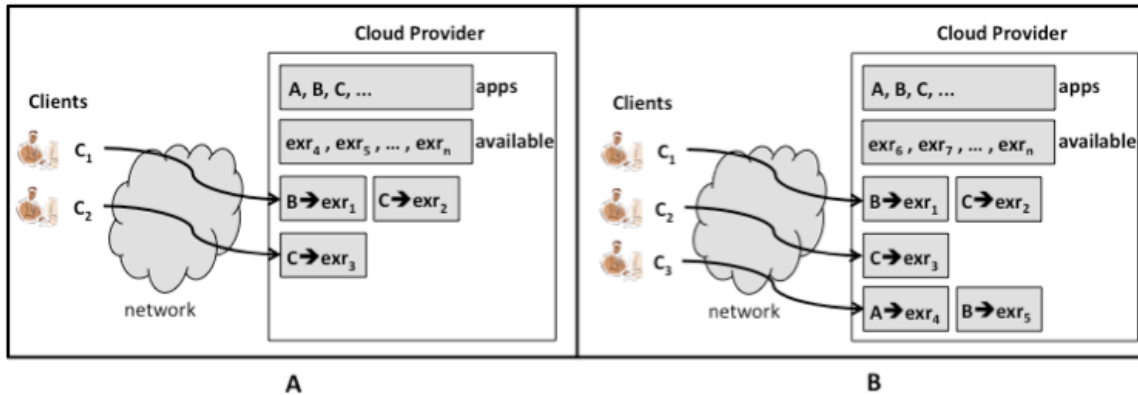 Cloud Provider
A, B, C, ... apps
Clients
exr4 , exr5 , ... , exrn available
C1
B➔exr1 C➔exr2
C2
C➔exr3
network
A
Cloud Provider
A, B, C, ... apps
Clients
exr6 , exr7 , ... , exrn available
C1
B➔exr1 C➔exr2
C2
C➔exr3
C3
A➔exr4 B➔exr5
network
B